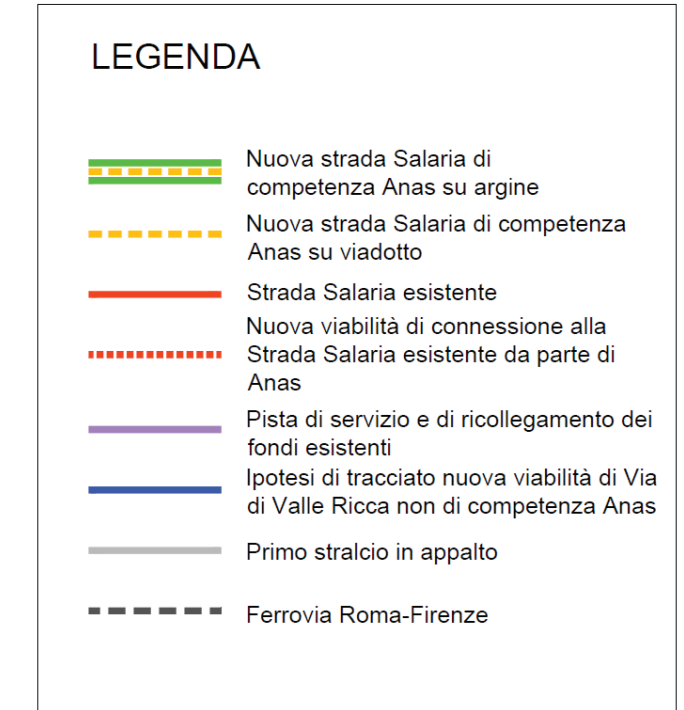 LEGENDA
Nuova strada Salaria di
competenza Anas su argine
Nuova strada Salaria di competenza
Anas su viadotto
Strada Salaria esistente
Nuova viabilità di connessione alla
Strada Salaria esistente da parte di
Anas
Pista di servizio e di ricollegamento dei
fondi esistenti
Ipotesi di tracciato nuova viabilità di Via
di Valle Ricca non di competenza Anas
Primo stralcio in appalto
Ferrovia Roma-Firenze